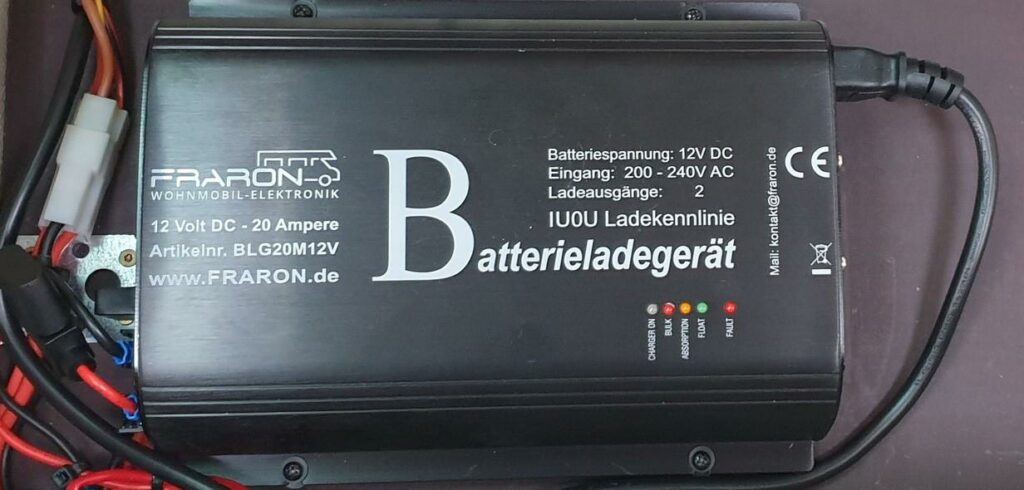 FRARON
WOHNMOBIL-ELEKTRONIK
12 Volt DC - 20 Ampere
Artikelnr. BLG20M12V
www.FRARON.de
Batterieladegerät
Batteriespannung: 12V DC
Eingang: 200 - 240V AC
Ladeausgänge: 2
IU0U Ladekennlinie
Mail: kontakt@fraron.de
CE
CHARGER ON
BULK
ABSORPTION
FLOAT
FAULT